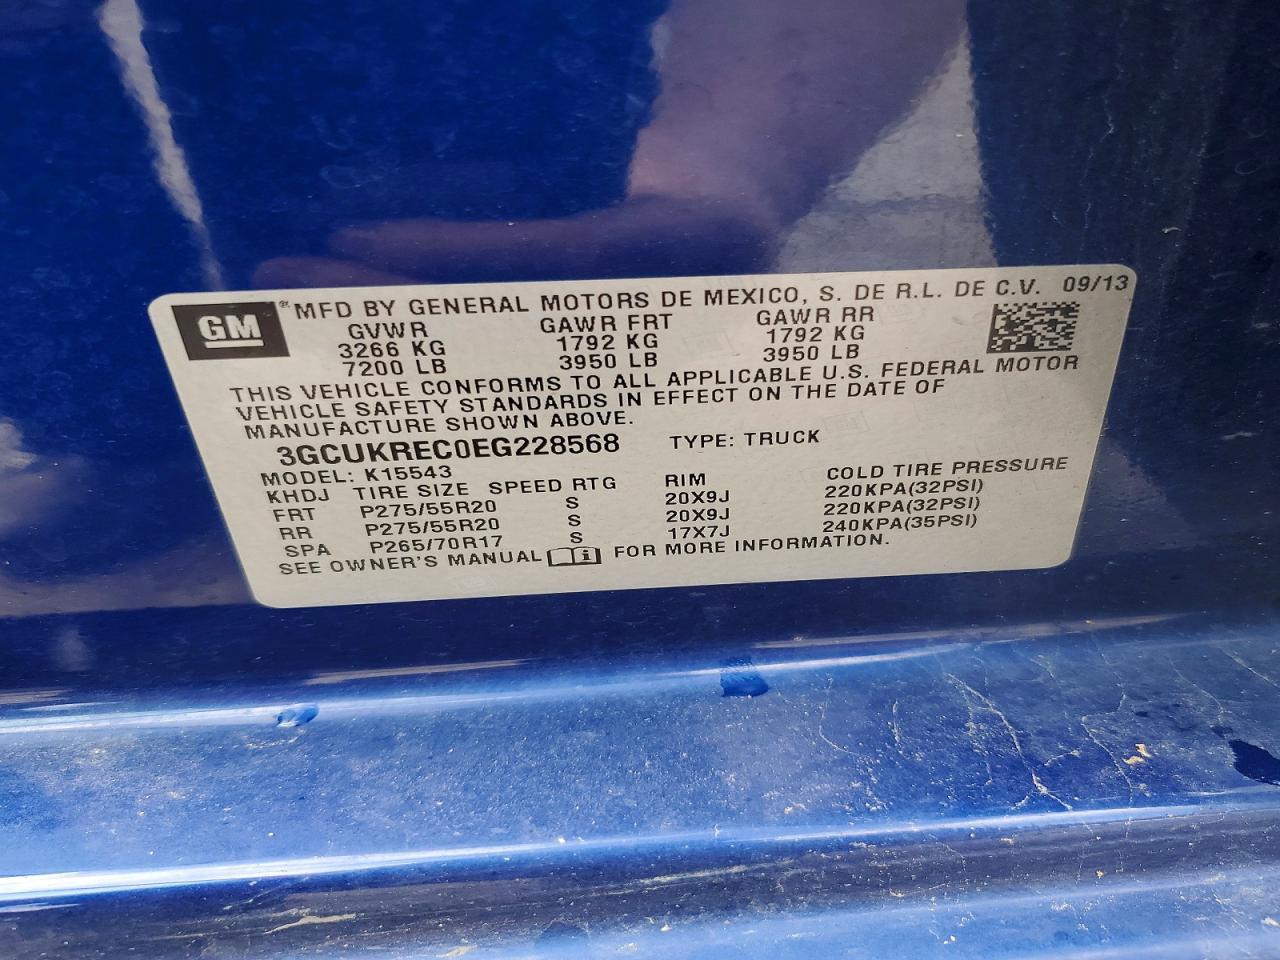 GM ® MFD BY GENERAL MOTORS DE MEXICO, S. DE R.L. DE C.V. 09/13
GVWR GAWR FRT GAWR RR
3266 KG 1792 KG 1792 KG
7200 LB 3950 LB 3950 LB
THIS VEHICLE CONFORMS TO ALL APPLICABLE U.S. FEDERAL MOTOR
VEHICLE SAFETY STANDARDS IN EFFECT ON THE DATE OF
MANUFACTURE SHOWN ABOVE.
3GCUKREC0EG228568 TYPE: TRUCK
MODEL: K15543
KHDJ TIRE SIZE SPEED RTG RIM COLD TIRE PRESSURE
FRT P275/55R20 S 20X9J 220KPA(32PSI)
RR P275/55R20 S 20X9J 220KPA(32PSI)
SPA P265/70R17 S 17X7J 240KPA(35PSI)
SEE OWNER'S MANUAL i FOR MORE INFORMATION.